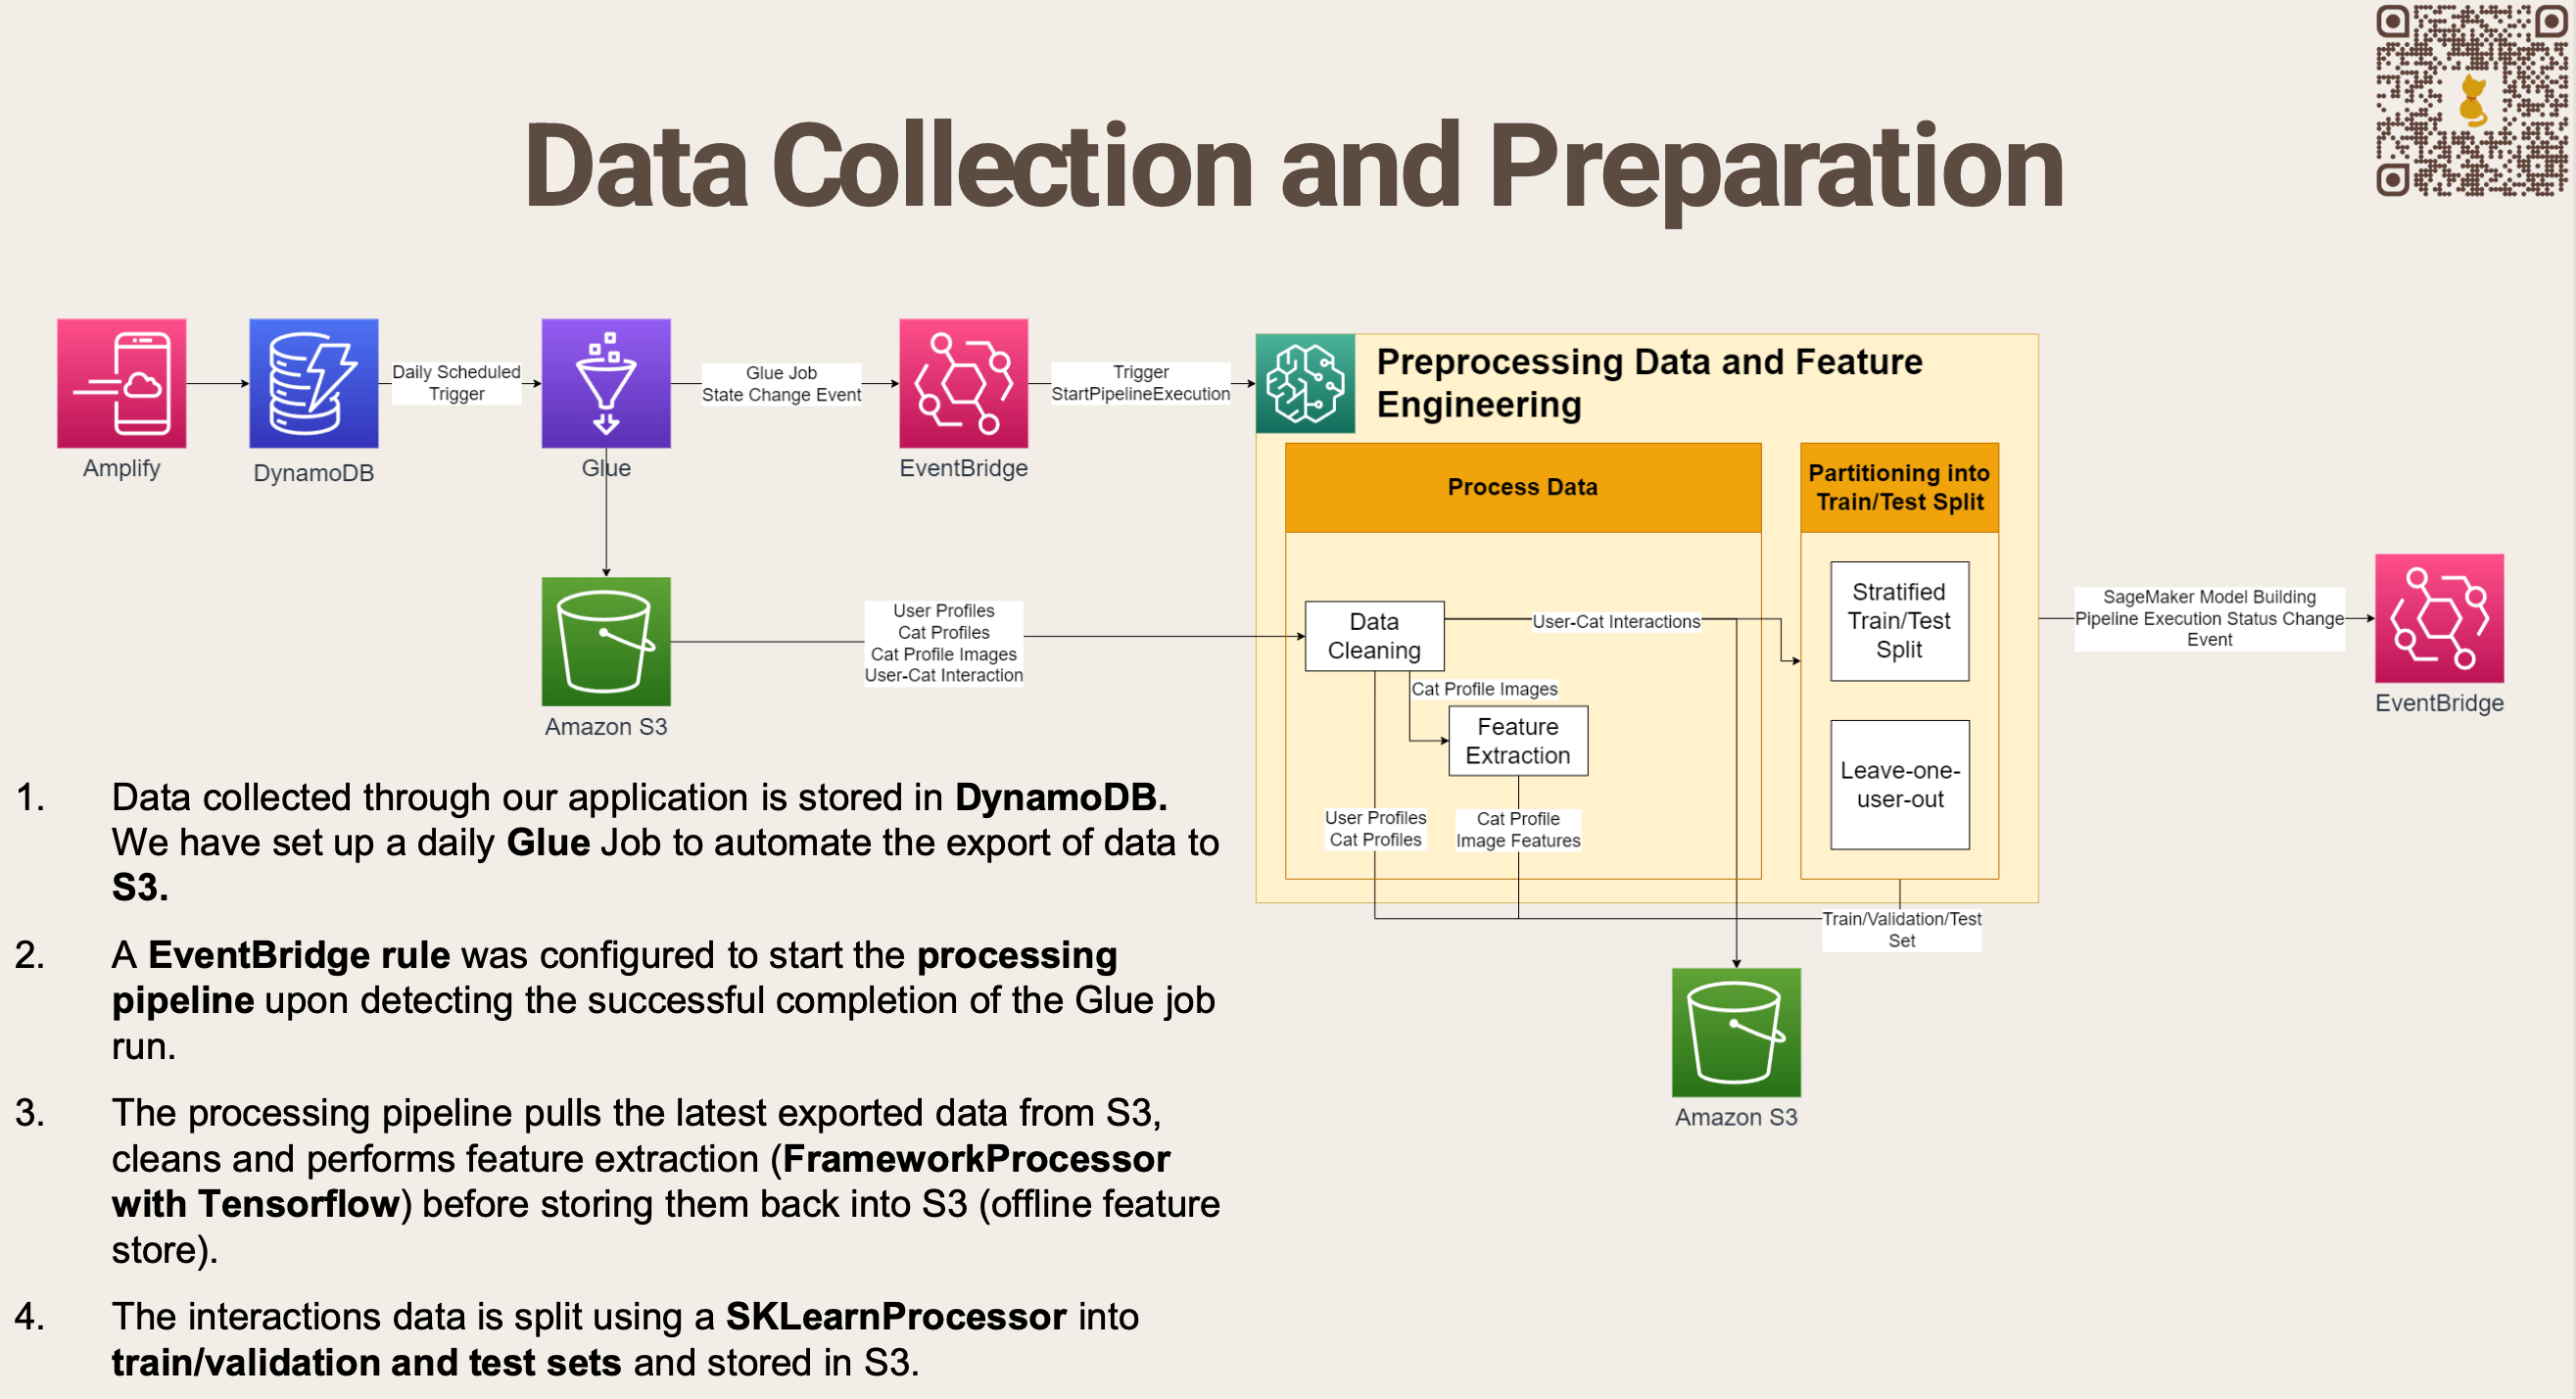 Data Collection and Preparation
Amplify
DynamoDB
Daily Scheduled
Trigger
Glue
Glue Job
State Change Event
EventBridge
Trigger
StartPipelineExecution
Preprocessing Data and Feature
Engineering
Process Data
Partitioning into
Train/Test Split
Amazon S3
User Profiles
Cat Profiles
Cat Profile Images
User-Cat Interaction
Data
Cleaning
User-Cat Interactions
Cat Profile Images
Feature
Extraction
User Profiles
Cat Profiles
Cat Profile
Image Features
Stratified
Train/Test
Split
Leave-one-
user-out
Train/Validation/Test
Set
Amazon S3
SageMaker Model Building
Pipeline Execution Status Change
Event
EventBridge
1. Data collected through our application is stored in DynamoDB.
We have set up a daily Glue Job to automate the export of data to
S3.
2. A EventBridge rule was configured to start the processing
pipeline upon detecting the successful completion of the Glue job
run.
3. The processing pipeline pulls the latest exported data from S3,
cleans and performs feature extraction (FrameworkProcessor
with Tensorflow) before storing them back into S3 (offline feature
store).
4. The interactions data is split using a SKLearnProcessor into
train/validation and test sets and stored in S3.